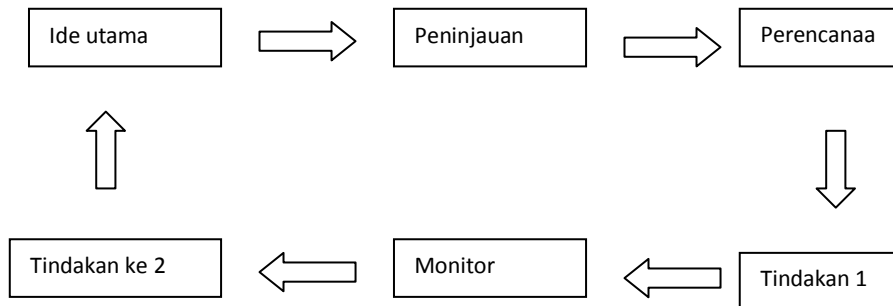 Ide utama
Peninjauan
Perencanaa
Tindakan ke 2
Monitor
Tindakan 1